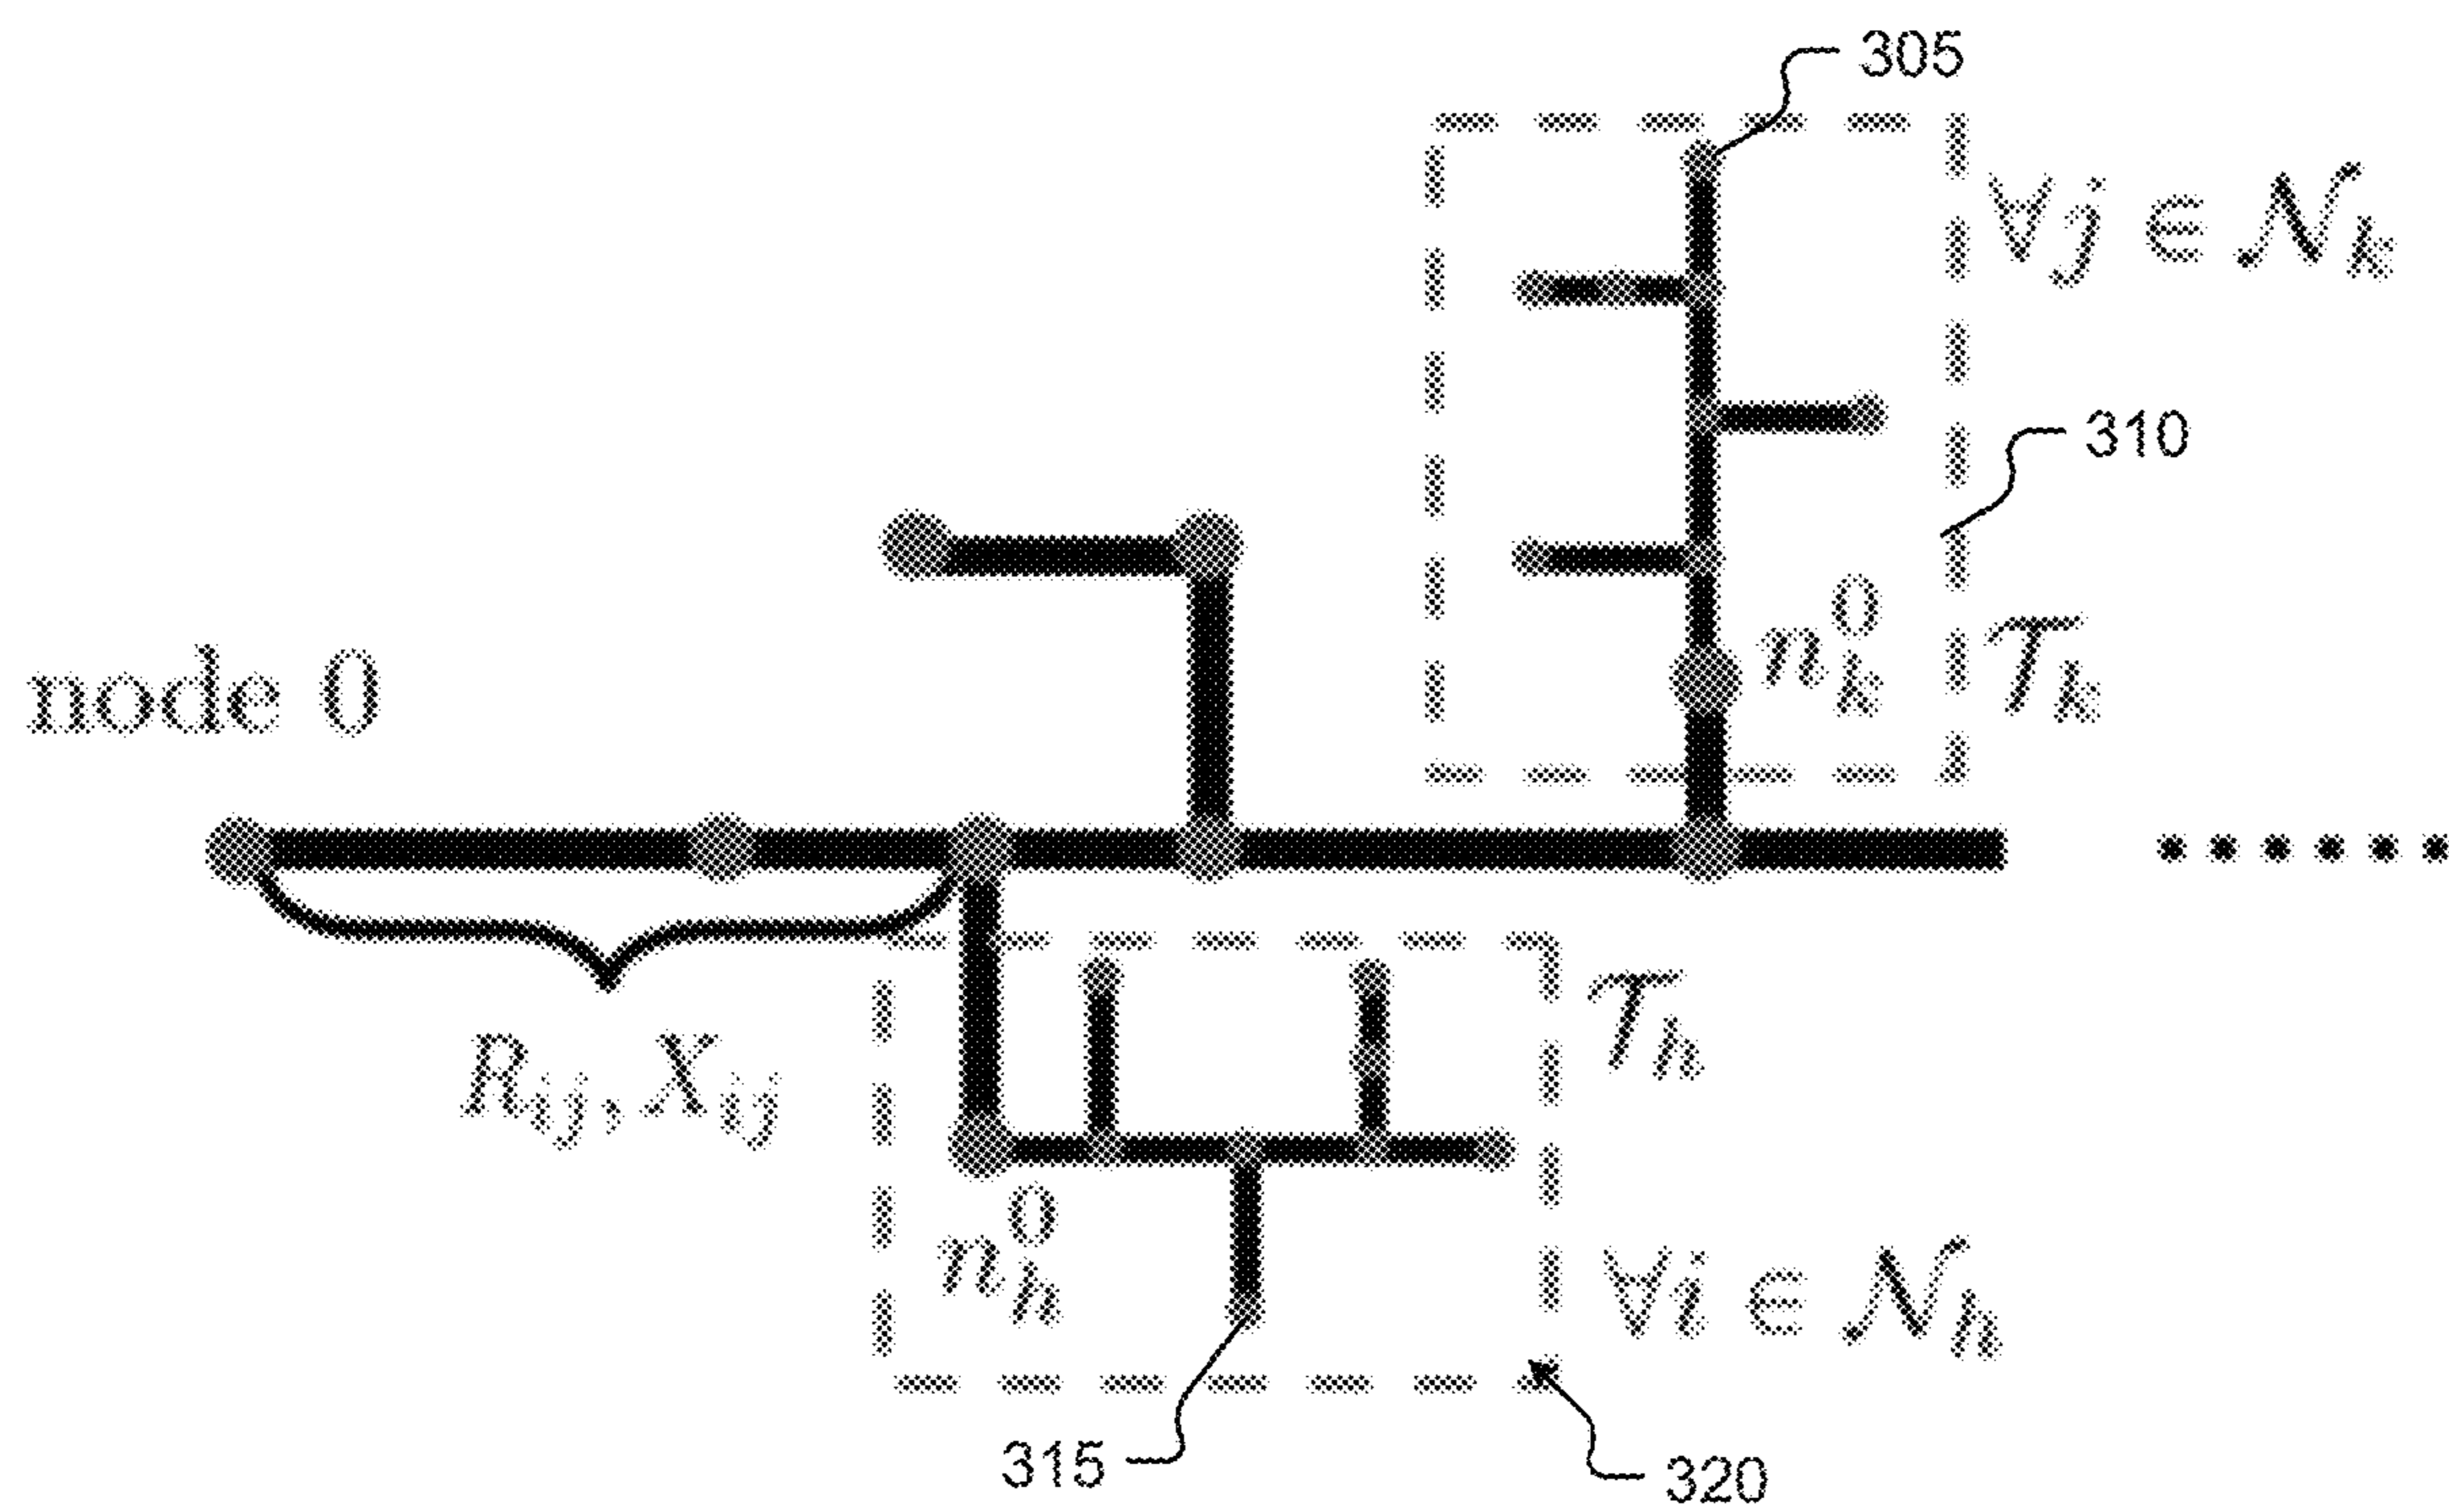 305
∀j ∈ 𝒩ₖ
310
n⁰ₖ
𝒯ₖ
node 0
𝒯ₕ
Rᵢⱼ, Xᵢⱼ
n⁰ₕ
∀i ∈ 𝒩ₕ
315
320